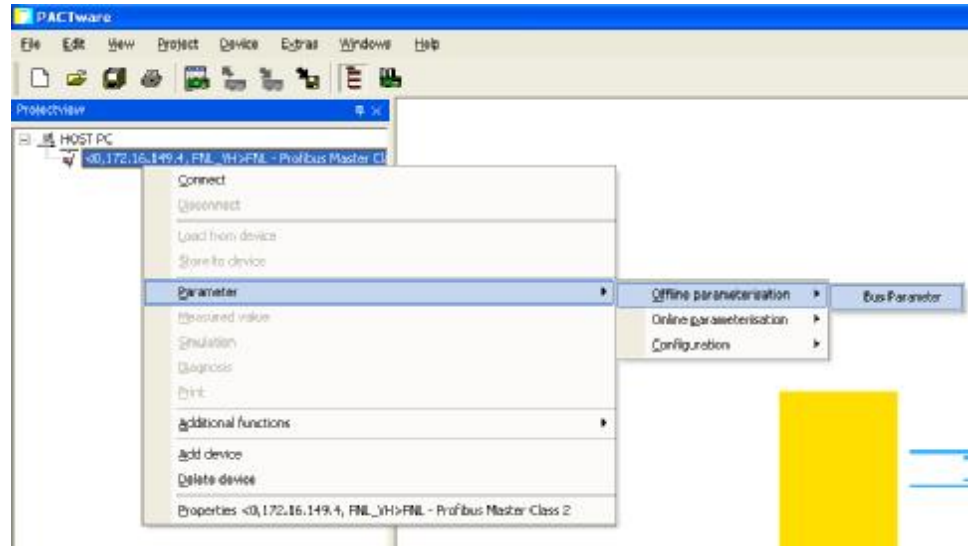 PACTware
File Edit View Project Device Extras Windows Help
Projectview
HOST PC
<0,172.16.149.4, FNL_YH>FNL - Profibus Master Cl
Connect
Disconnect
Load from device
Store to device
Parameter
Offline parameterisation
Bus Parameter
Measured value
Online parameterisation
Simulation
Configuration
Diagnosis
Print
Additional functions
Add device
Delete device
Properties <0,172.16.149.4, FNL_YH>FNL - Profibus Master Class 2